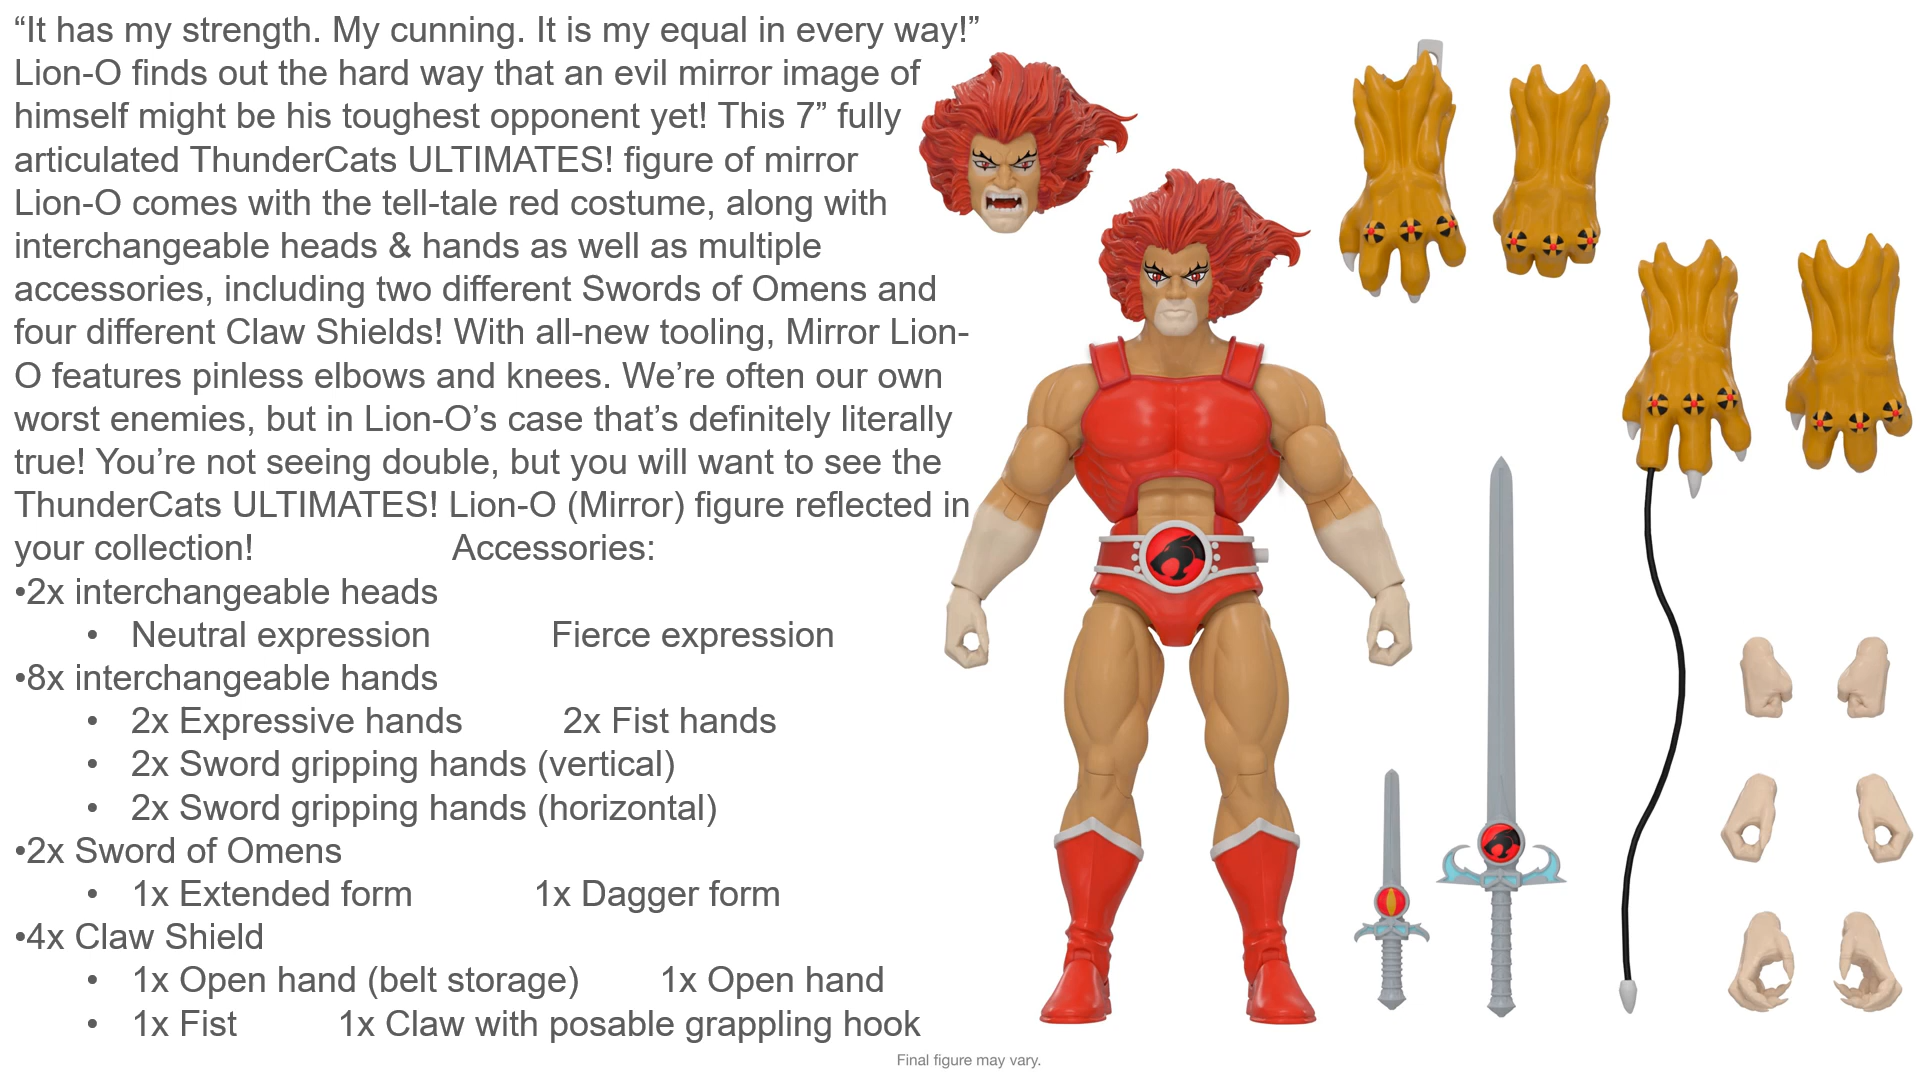 “It has my strength. My cunning. It is my equal in every way!”
Lion-O finds out the hard way that an evil mirror image of
himself might be his toughest opponent yet! This 7” fully
articulated ThunderCats ULTIMATES! figure of mirror
Lion-O comes with the tell-tale red costume, along with
interchangeable heads & hands as well as multiple
accessories, including two different Swords of Omens and
four different Claw Shields! With all-new tooling, Mirror Lion-
O features pinless elbows and knees. We’re often our own
worst enemies, but in Lion-O’s case that’s definitely literally
true! You’re not seeing double, but you will want to see the
ThunderCats ULTIMATES! Lion-O (Mirror) figure reflected in
your collection! Accessories:
•2x interchangeable heads
• Neutral expression Fierce expression
•8x interchangeable hands
• 2x Expressive hands 2x Fist hands
• 2x Sword gripping hands (vertical)
• 2x Sword gripping hands (horizontal)
•2x Sword of Omens
• 1x Extended form 1x Dagger form
•4x Claw Shield
• 1x Open hand (belt storage) 1x Open hand
• 1x Fist 1x Claw with posable grappling hook
Final figure may vary.